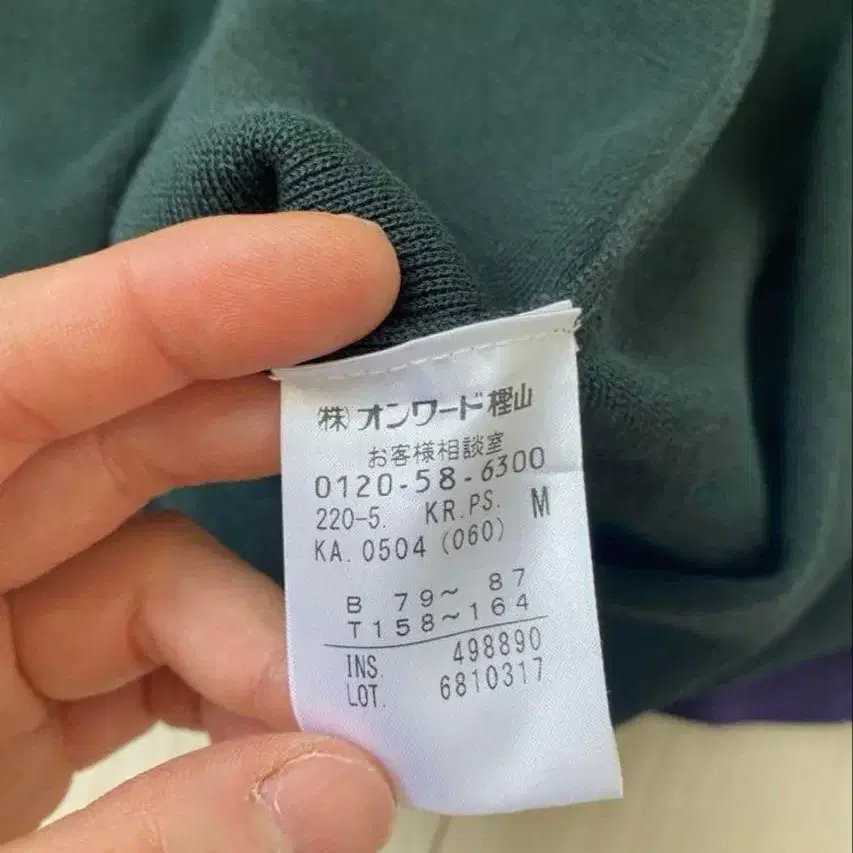 (株)オンワード樫山
お客様相談室
0120-58-6300
220-5. KR.PS. M
KA. 0504 (060)
B 79~ 87
T158~164
INS. 498890
LOT. 6810317